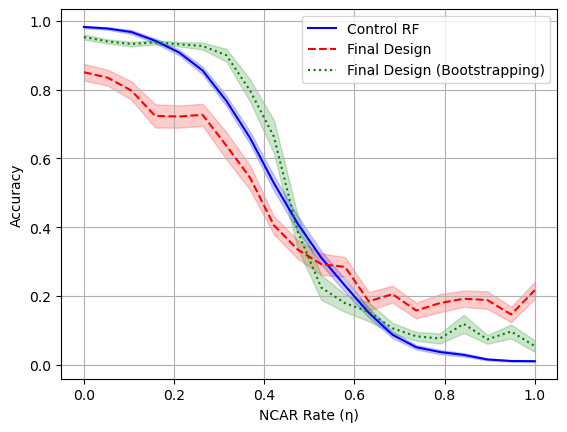 Control RF
Final Design
Final Design (Bootstrapping)
Accuracy
1.0
0.8
0.6
0.4
0.2
0.0
0.0 0.2 0.4 0.6 0.8 1.0
NCAR Rate (η)